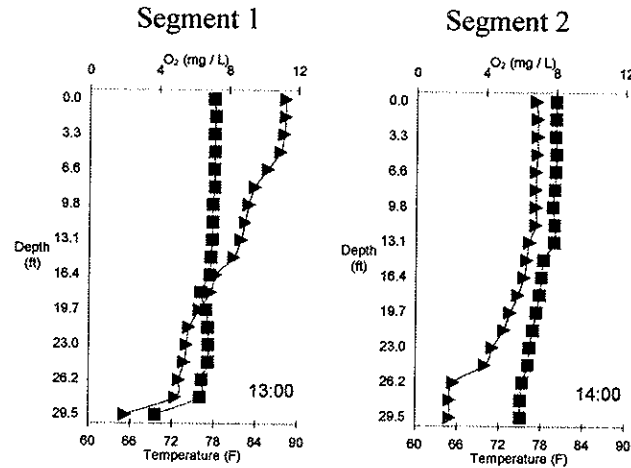 Segment 1
Segment 2
O₂ (mg / L)
O₂ (mg / L)
0 4 8 12
0 4 8 12
0.0
3.3
6.6
9.8
13.1
16.4
19.7
23.0
26.2
29.5
Depth
(ft)
13:00
60 66 72 78 84 90
Temperature (F)
0.0
3.3
6.6
9.8
13.1
16.4
19.7
23.0
26.2
29.5
Depth
(ft)
14:00
60 66 72 78 84 90
Temperature (F)